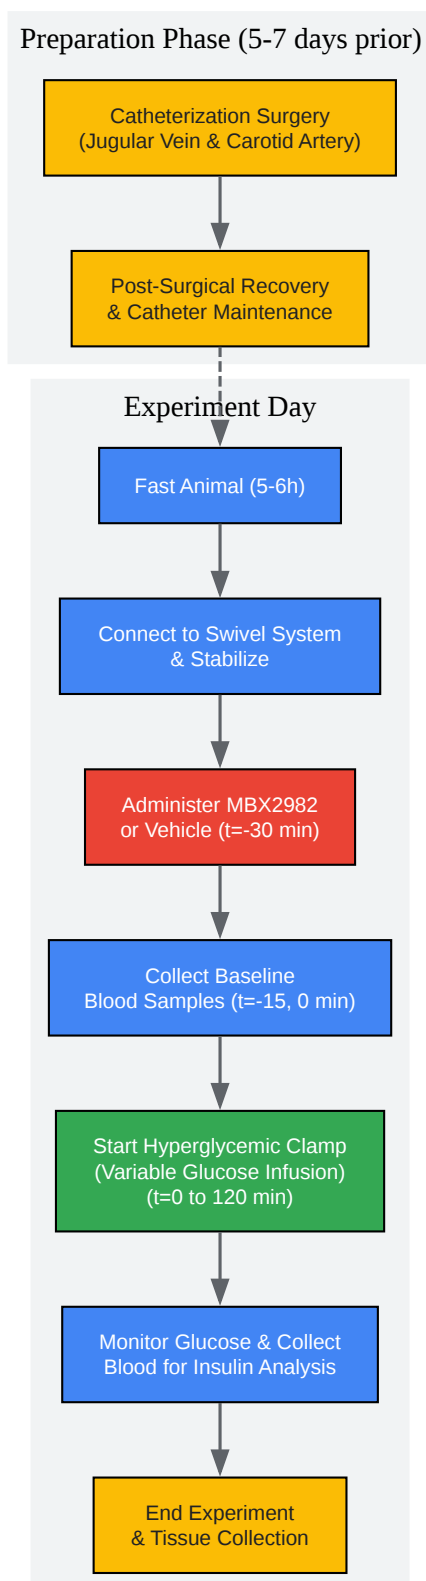 Preparation Phase (5-7 days prior)
Catheterization Surgery
(Jugular Vein & Carotid Artery)
Post-Surgical Recovery
& Catheter Maintenance
Experiment Day
Fast Animal (5-6h)
Connect to Swivel System
& Stabilize
Administer MBX2982
or Vehicle (t=-30 min)
Collect Baseline
Blood Samples (t=-15, 0 min)
Start Hyperglycemic Clamp
(Variable Glucose Infusion)
(t=0 to 120 min)
Monitor Glucose & Collect
Blood for Insulin Analysis
End Experiment
& Tissue Collection